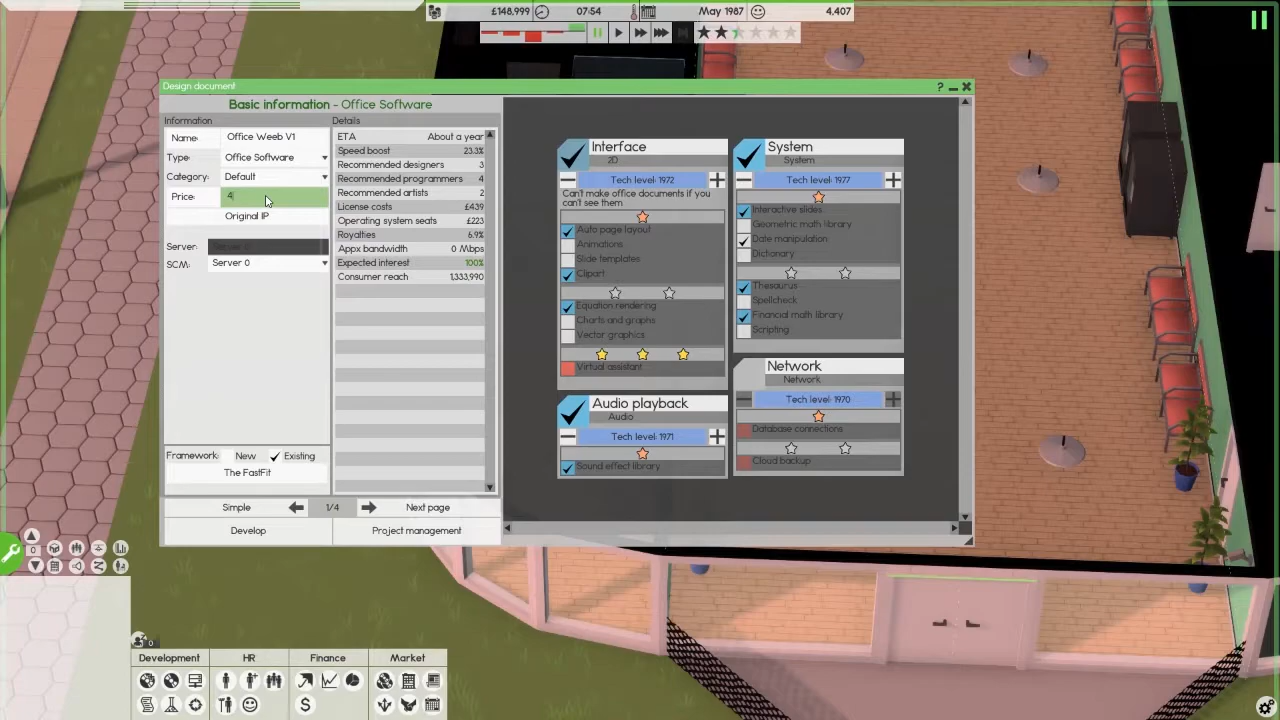 £148,999
07:54
May 1987
4,407
Design document
?
Basic information - Office Software
Information
Name: Office Weeb V1
Type: Office Software
Category: Default
Price: 4
Original IP
Server: Server 0
SCM: Server 0
Framework: New Existing
The FastFit
Simple 1/4 Next page
Develop Project management
Details
ETA About a year
Speed boost 23.3%
Recommended designers 3
Recommended programmers 4
Recommended artists 2
License costs £439
Operating system seats £223
Royalties 6.9%
Appx bandwidth 0 Mbps
Expected interest 100%
Consumer reach 1,333,990
Interface
2D
Tech level: 1972
Can't make office documents if you
can't see them
Auto page layout
Animations
Slide templates
Clipart
Equation rendering
Charts and graphs
Vector graphics
Virtual assistant
Audio playback
Audio
Tech level: 1971
Sound effect library
System
System
Tech level: 1977
Interactive slides
Geometric math library
Date manipulation
Dictionary
Thesaurus
Spellcheck
Financial math library
Scripting
Network
Network
Tech level: 1970
Database connections
Cloud backup
0
0
Development HR Finance Market
$